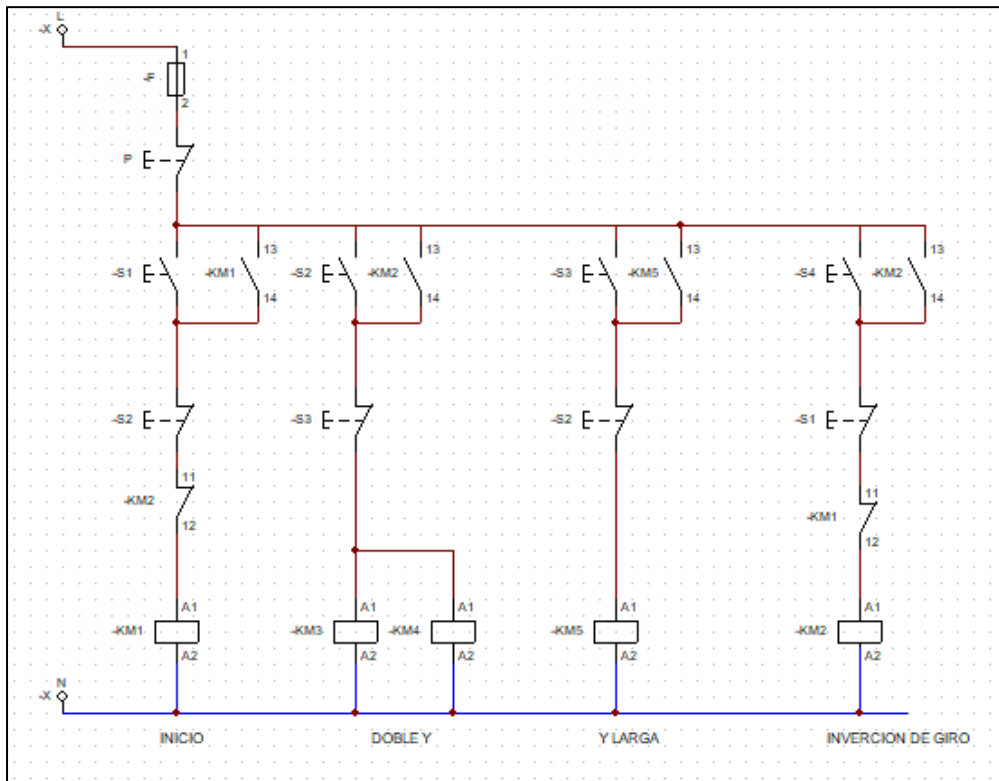 L
-X
1
-F
2
P
13 13 13 13
-S1 -KM1 -S2 -KM2 -S3 -KM5 -S4 -KM2
14 14 14 14
-S2 -S3 -S2 -S1
11
-KM2
12
11
-KM1
12
A1 A1 A1 A1 A1
-KM1 -KM3 -KM4 -KM5 -KM2
A2 A2 A2 A2 A2
N
-X
INICIO DOBLE Y Y LARGA INVERCION DE GIRO